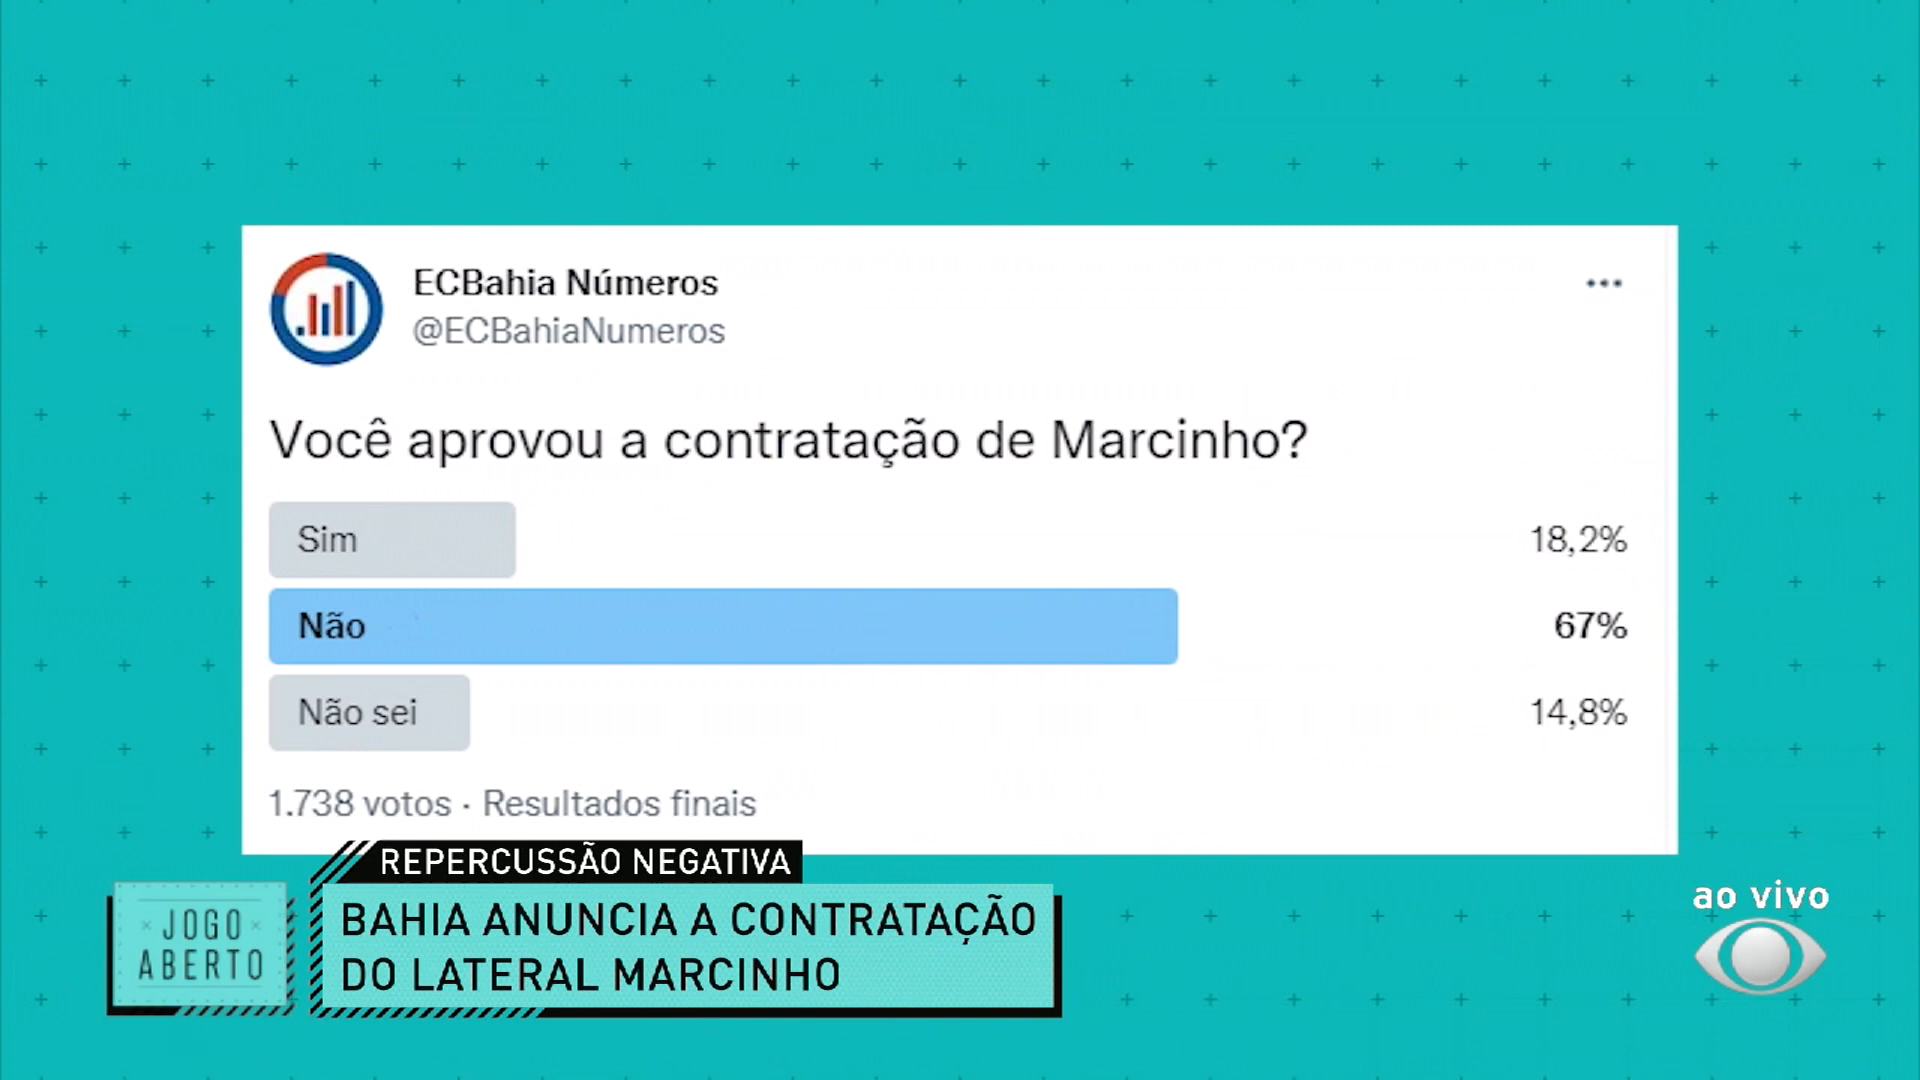 ECBahia Números
@ECBahiaNumeros
Você aprovou a contratação de Marcinho?
Sim 18,2%
Não 67%
Não sei 14,8%
1.738 votos · Resultados finais
REPERCUSSÃO NEGATIVA
BAHIA ANUNCIA A CONTRATAÇÃO
DO LATERAL MARCINHO
JOGO
ABERTO
ao vivo